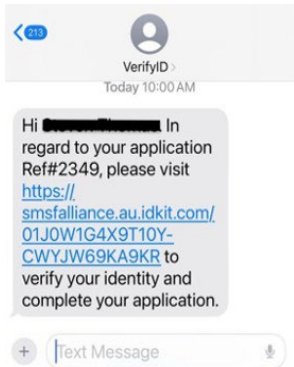 213
VerifyID >
Today 10:00 AM
Hi In
regard to your application
Ref#2349, please visit
https://
smsfalliance.au.idkit.com/
01J0W1G4X9T10Y-
CWYJW69KA9KR to
verify your identity and
complete your application.
Text Message